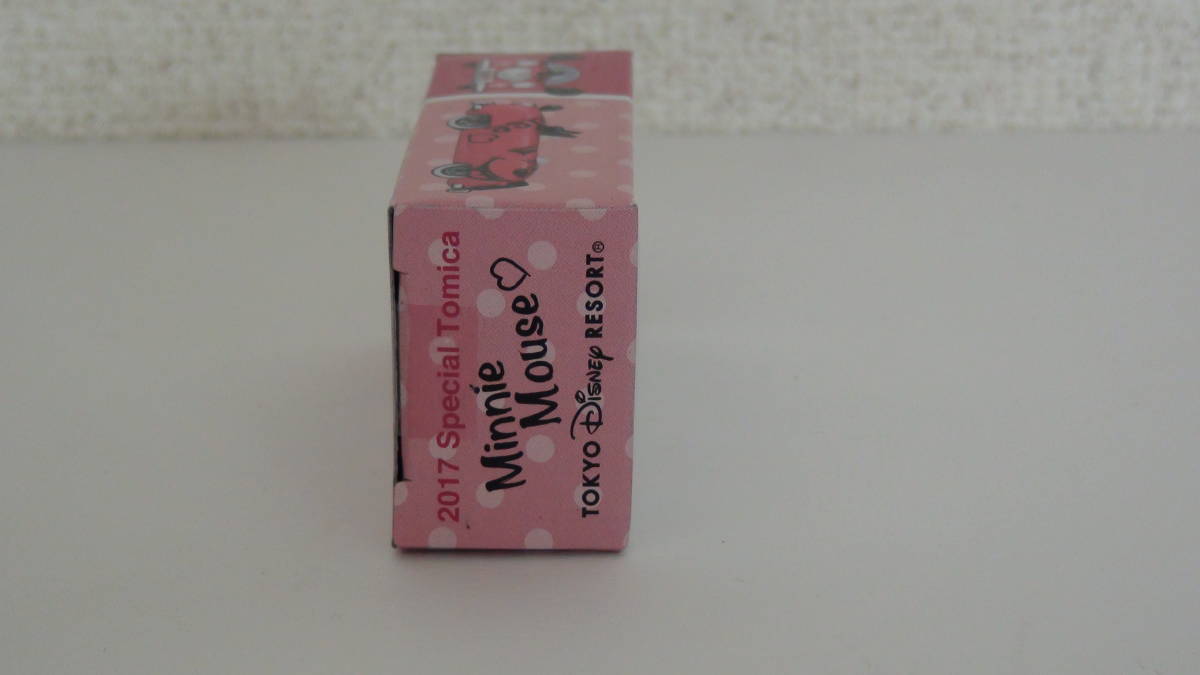 2017 Special Tomica
Minnie
Mouse♡
TOKYO DISNEY RESORT®